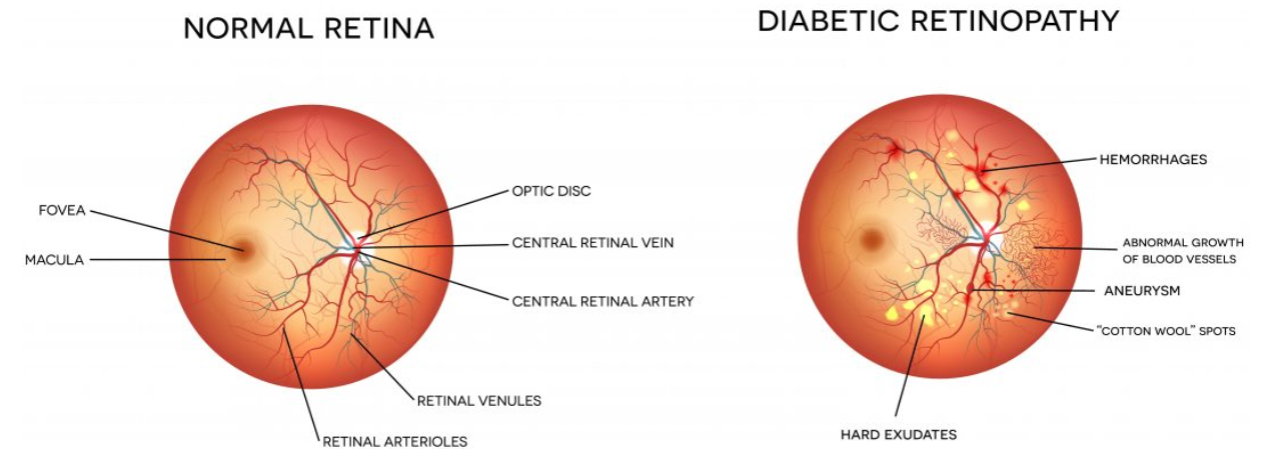 NORMAL RETINA
FOVEA
MACULA
OPTIC DISC
CENTRAL RETINAL VEIN
CENTRAL RETINAL ARTERY
RETINAL VENULES
RETINAL ARTERIOLES
DIABETIC RETINOPATHY
HEMORRHAGES
ABNORMAL GROWTH
OF BLOOD VESSELS
ANEURYSM
"COTTON WOOL" SPOTS
HARD EXUDATES